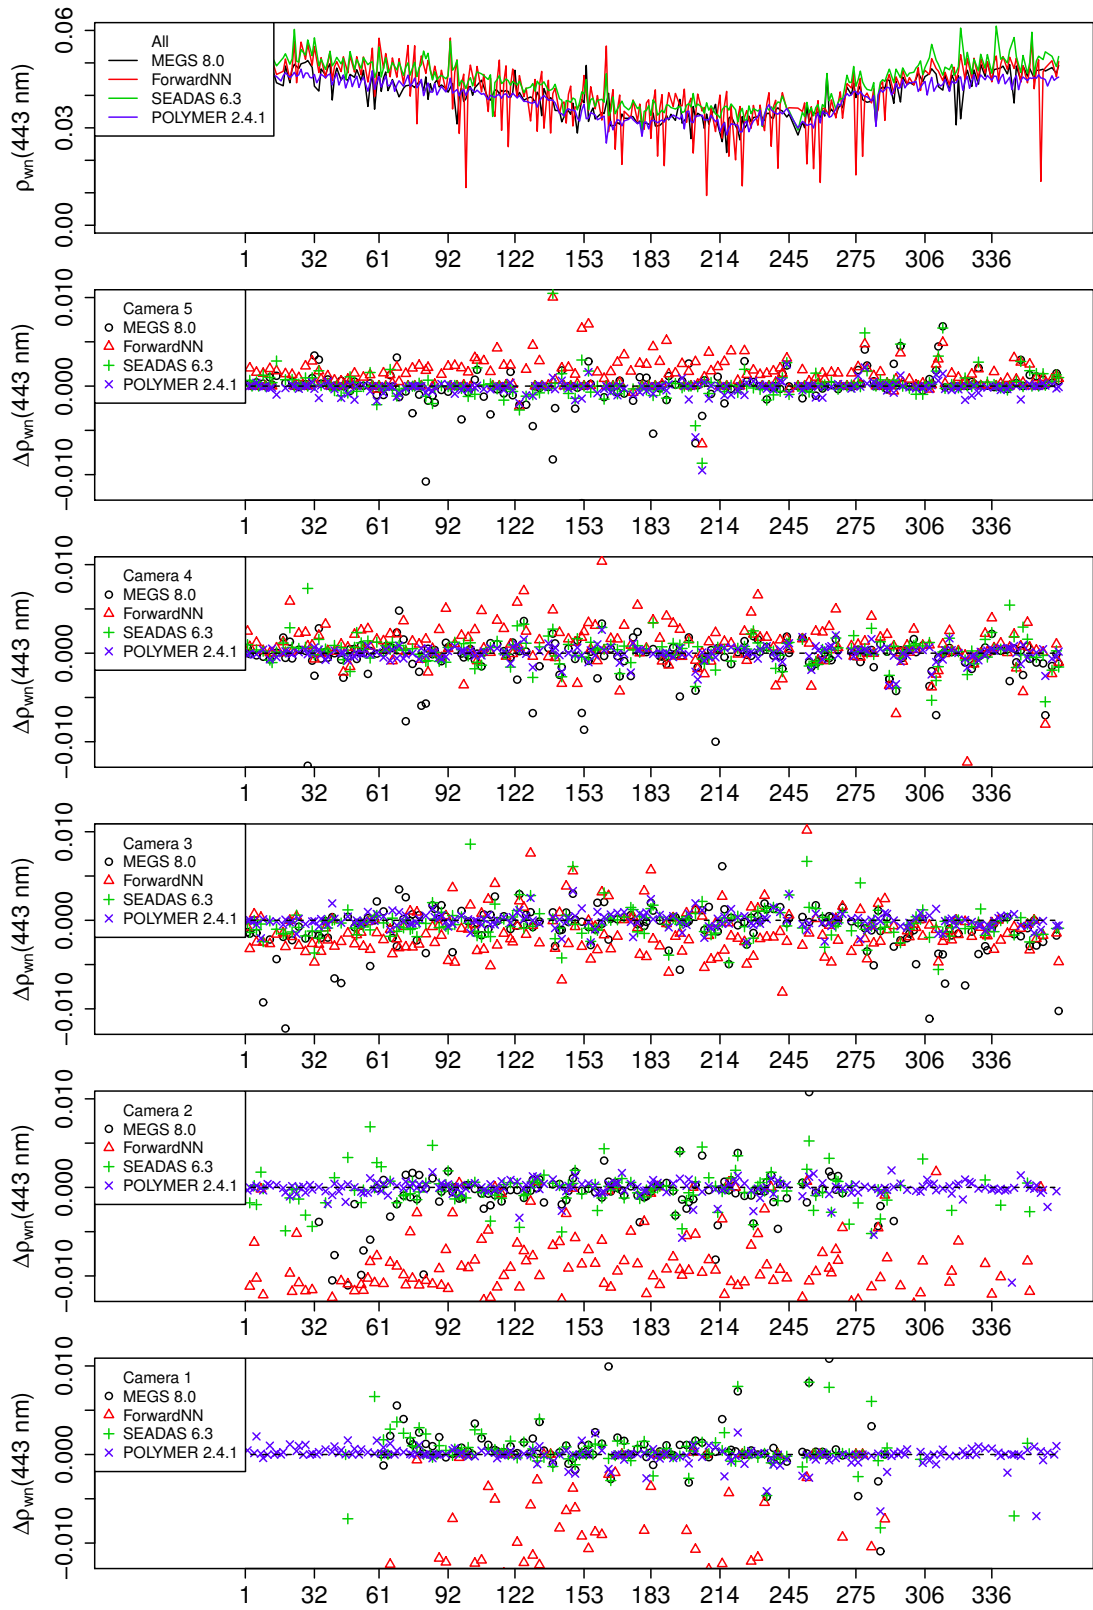 0.06
0.03
0.00
ρwn(443 nm)
All
MEGS 8.0
ForwardNN
SEADAS 6.3
POLYMER 2.4.1
1 32 61 92 122 153 183 214 245 275 306 336
0.010
0.000
−0.010
Δρwn(443 nm)
Camera 5
MEGS 8.0
ForwardNN
SEADAS 6.3
POLYMER 2.4.1
1 32 61 92 122 153 183 214 245 275 306 336
0.010
0.000
−0.010
Δρwn(443 nm)
Camera 4
MEGS 8.0
ForwardNN
SEADAS 6.3
POLYMER 2.4.1
1 32 61 92 122 153 183 214 245 275 306 336
0.010
0.000
−0.010
Δρwn(443 nm)
Camera 3
MEGS 8.0
ForwardNN
SEADAS 6.3
POLYMER 2.4.1
1 32 61 92 122 153 183 214 245 275 306 336
0.010
0.000
−0.010
Δρwn(443 nm)
Camera 2
MEGS 8.0
ForwardNN
SEADAS 6.3
POLYMER 2.4.1
1 32 61 92 122 153 183 214 245 275 306 336
0.010
0.000
−0.010
Δρwn(443 nm)
Camera 1
MEGS 8.0
ForwardNN
SEADAS 6.3
POLYMER 2.4.1
1 32 61 92 122 153 183 214 245 275 306 336